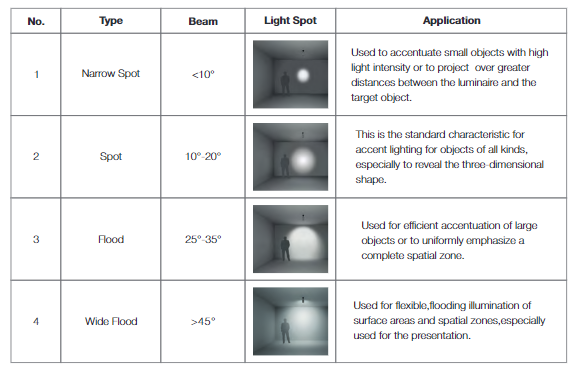 No. Type Beam Light Spot Application
1 Narrow Spot <10° Used to accentuate small objects with high
light intensity or to project over greater
distances between the luminaire and the
target object.
2 Spot 10°-20° This is the standard characteristic for
accent lighting for objects of all kinds,
especially to reveal the three-dimensional
shape.
3 Flood 25°-35° Used for efficient accentuation of large
objects or to uniformly emphasize a
complete spatial zone.
4 Wide Flood >45° Used for flexible,flooding illumination of
surface areas and spatial zones,especially
used for the presentation.